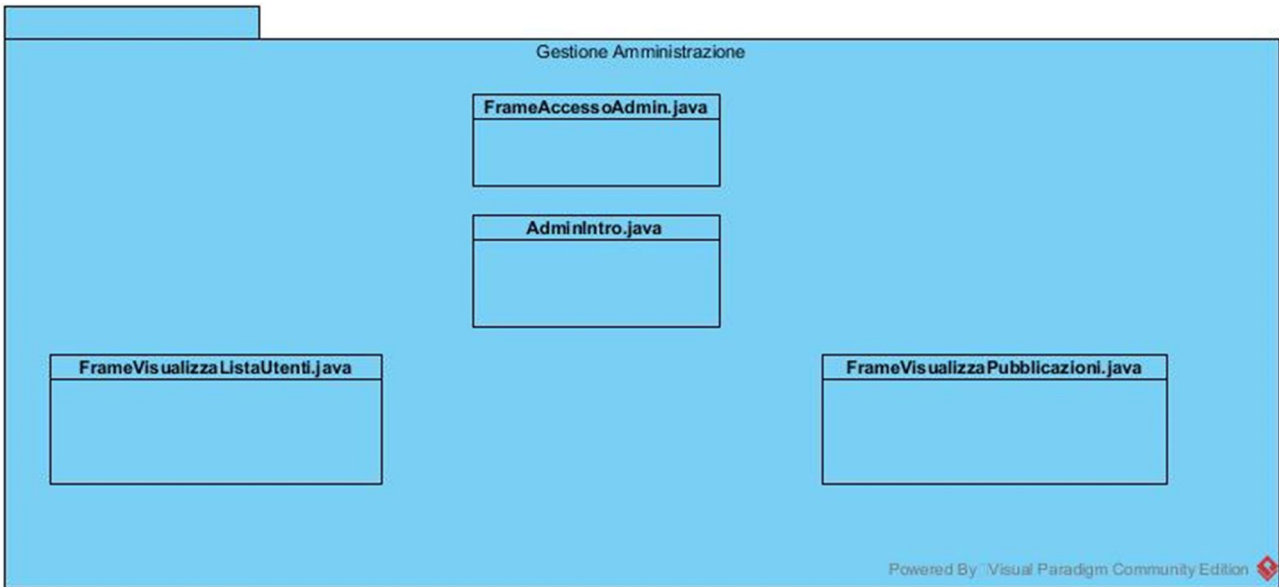 Gestione Amministrazione
FrameAccessoAdmin.java
AdminIntro.java
FrameVisualizzaListaUtenti.java
FrameVisualizzaPubblicazioni.java
Powered By Visual Paradigm Community Edition